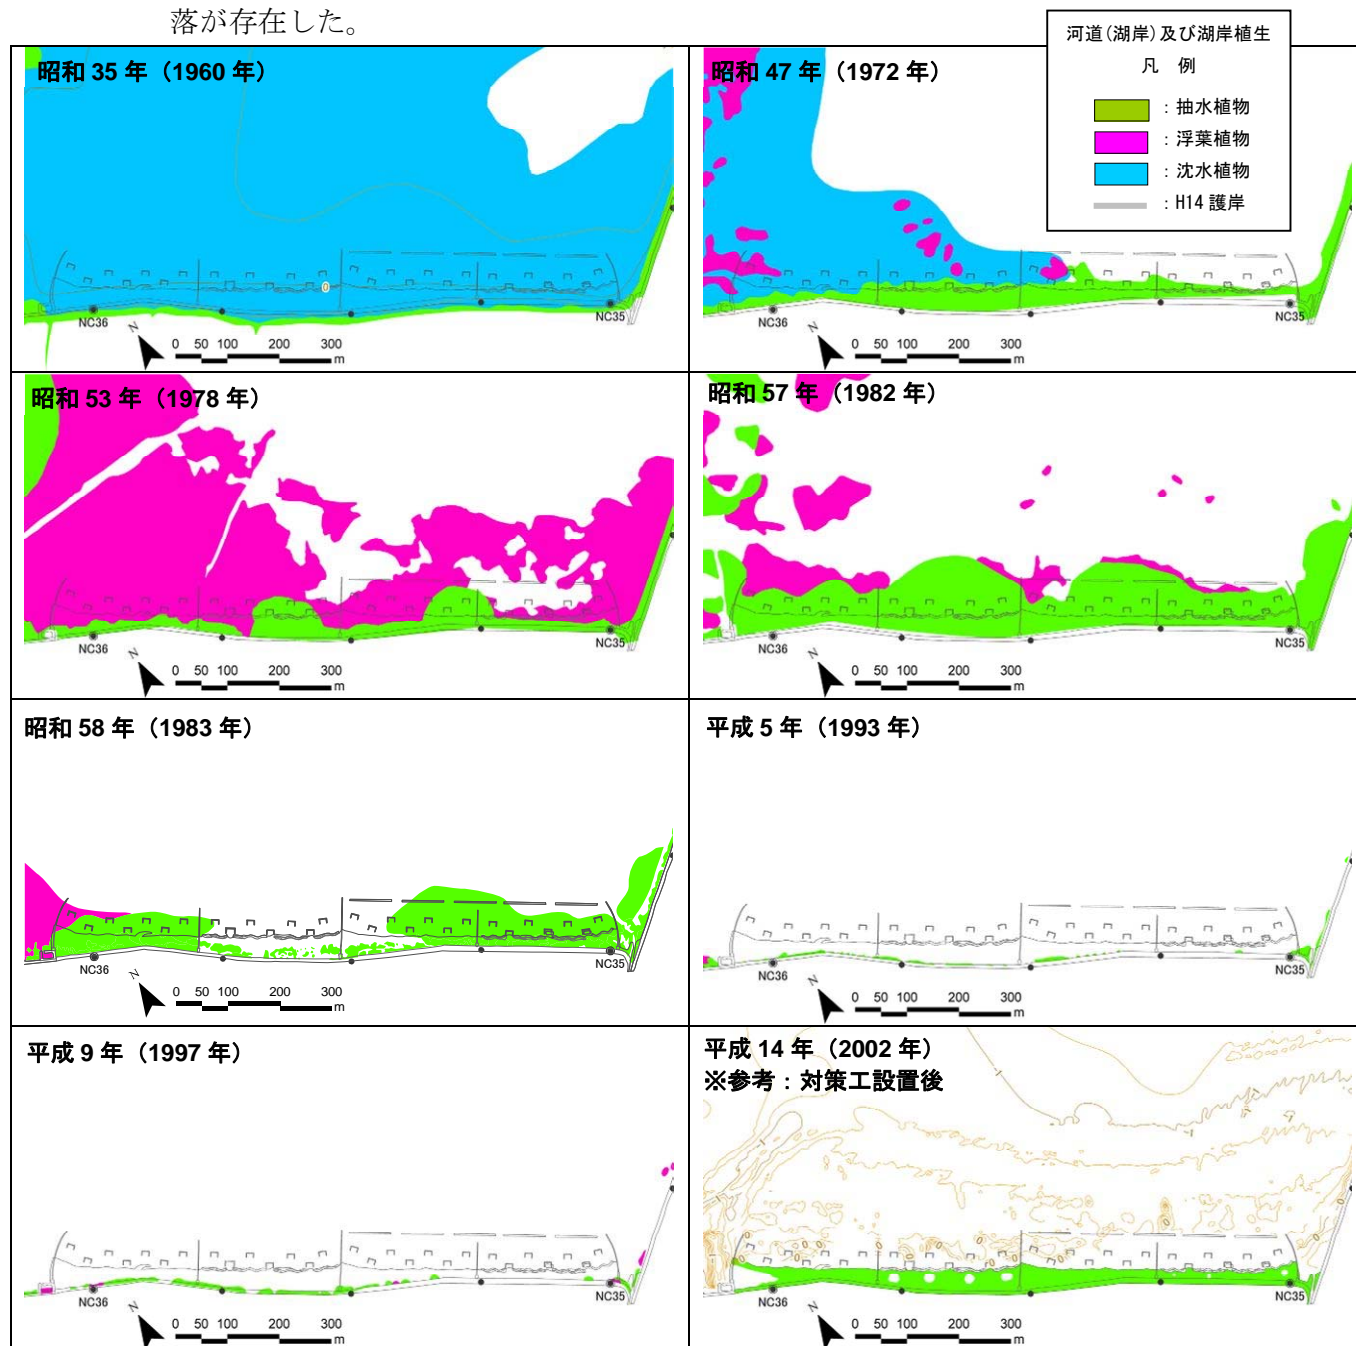 落が存在した。
河道(湖岸)及び湖岸植生
凡 例
：抽水植物
：浮葉植物
：沈水植物
：H14 護岸
昭和 35 年（1960 年）
0
NC36
NC35
N
0 50 100 200 300
m
昭和 47 年（1972 年）
NC36
NC35
N
0 50 100 200 300
m
昭和 53 年（1978 年）
NC36
NC35
N
0 50 100 200 300
m
昭和 57 年（1982 年）
NC36
NC35
N
0 50 100 200 300
m
昭和 58 年（1983 年）
NC36
NC35
N
0 50 100 200 300
m
平成 5 年（1993 年）
NC36
NC35
N
0 50 100 200 300
m
平成 9 年（1997 年）
NC36
NC35
N
0 50 100 200 300
m
平成 14 年（2002 年）
※参考：対策工設置後
NC36
NC35
N
0 50 100 200 300
m